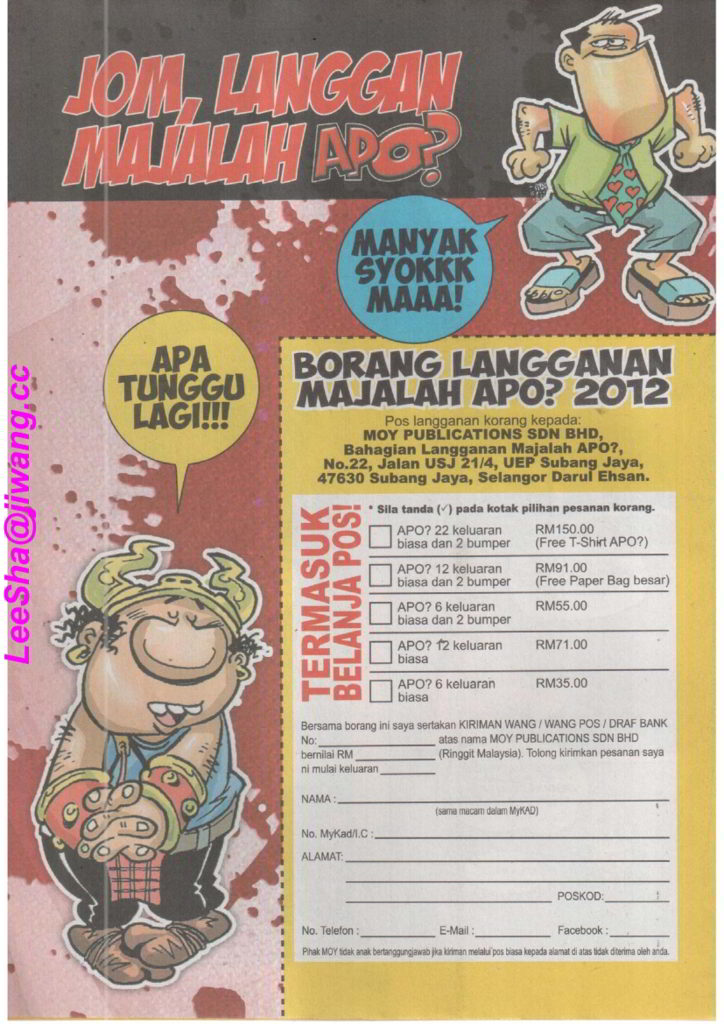 JOM, LANGGAN
MAJALAH APO?
MANYAK
SYOKKK
MAAA!
APA
TUNGGU
LAGI!!!
LeeSha@jiwang.cc
BORANG LANGGANAN
MAJALAH APO? 2012
Pos langganan korang kepada:
MOY PUBLICATIONS SDN BHD,
Bahagian Langganan Majalah APO?,
No.22, Jalan USJ 21/4, UEP Subang Jaya,
47630 Subang Jaya, Selangor Darul Ehsan.
TERMASUK
BELANJA POS!
* Sila tanda (✓) pada kotak pilihan pesanan korang.
APO? 22 keluaran RM150.00
biasa dan 2 bumper (Free T-Shirt APO?)
APO? 12 keluaran RM91.00
biasa dan 2 bumper (Free Paper Bag besar)
APO? 6 keluaran RM55.00
biasa dan 2 bumper
APO? 12 keluaran RM71.00
biasa
APO? 6 keluaran RM35.00
biasa
Bersama borang ini saya sertakan KIRIMAN WANG / WANG POS / DRAF BANK
No: atas nama MOY PUBLICATIONS SDN BHD
bernilai RM (Ringgit Malaysia). Tolong kirimkan pesanan saya
ni mulai keluaran
NAMA :
(sama macam dalam MyKAD)
No. MyKad/I.C :
ALAMAT:
POSKOD:
No. Telefon : E-Mail : Facebook :
Pihak MOY tidak anak bertanggungjawab jika kiriman melalui pos biasa kepada alamat di atas tidak diterima oleh anda.